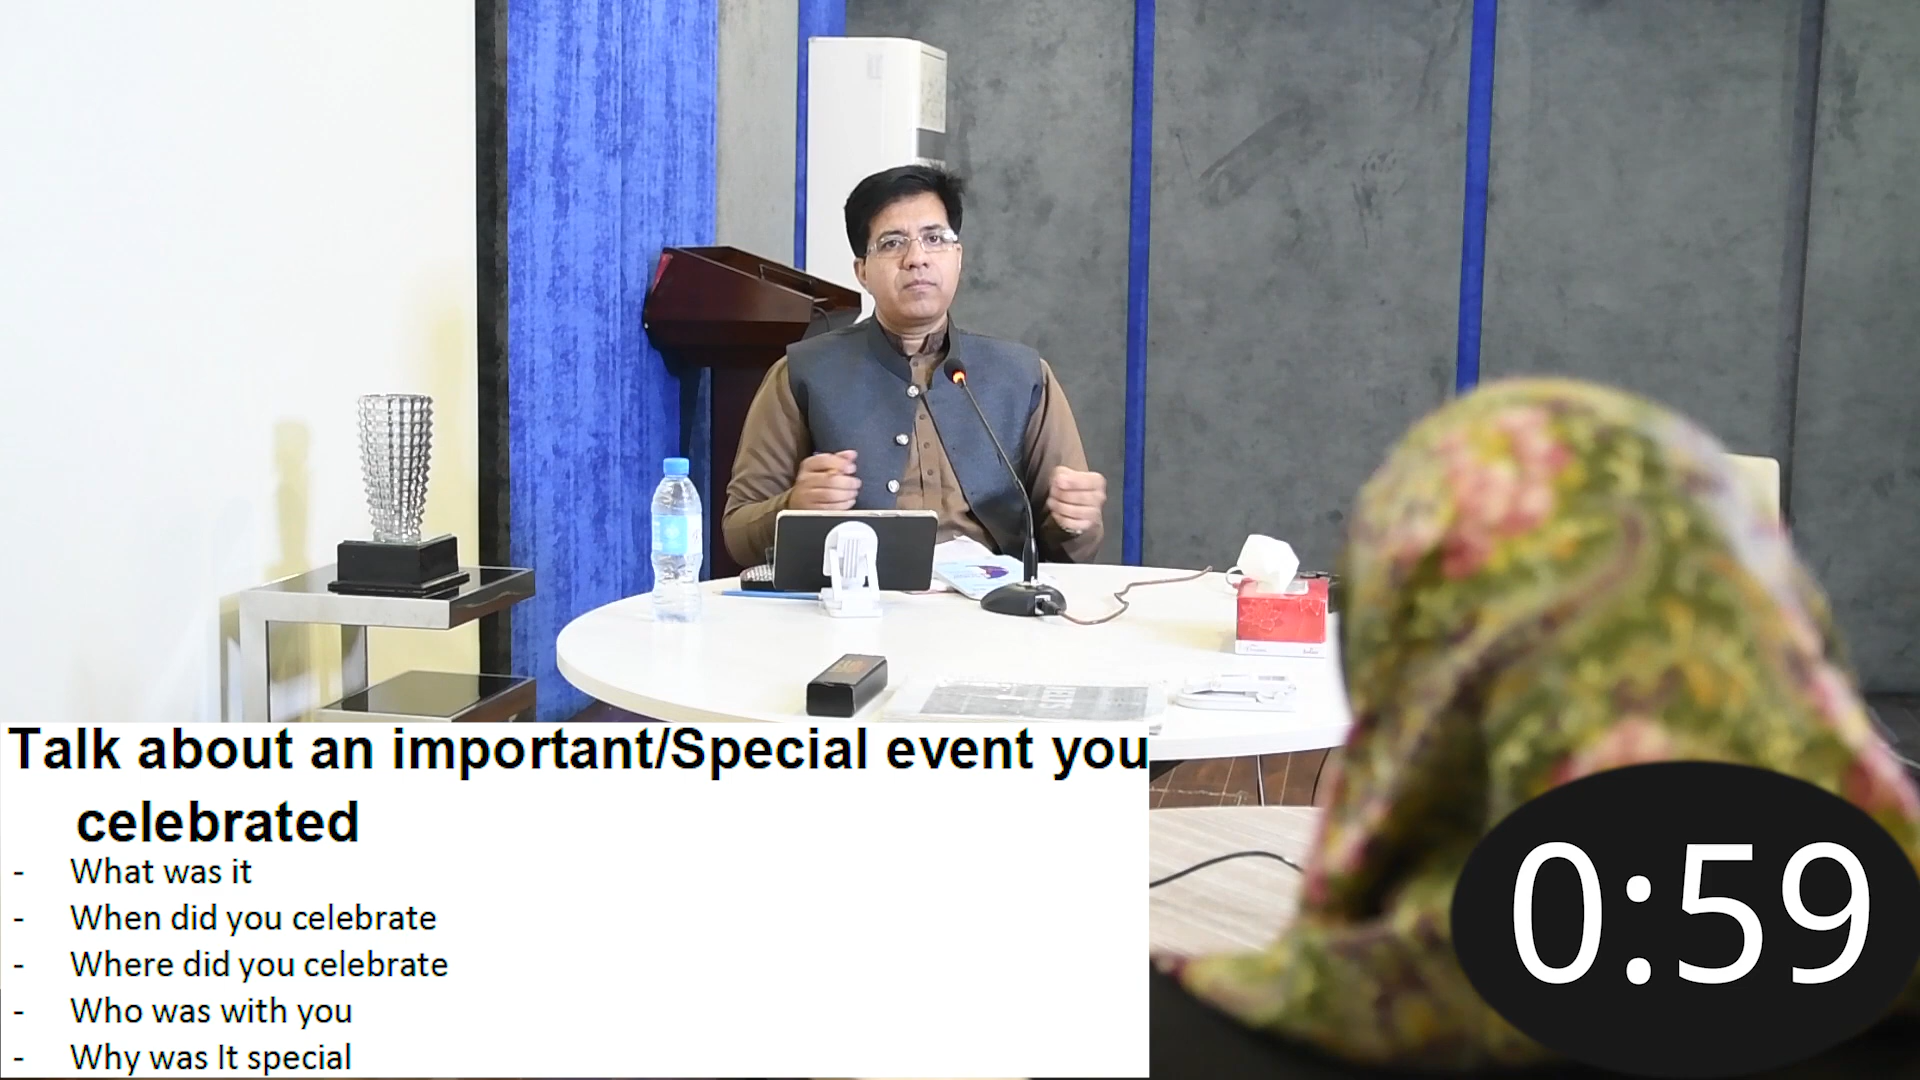 Talk about an important/Special event you
celebrated
- What was it
- When did you celebrate
- Where did you celebrate
- Who was with you
- Why was It special
0:59